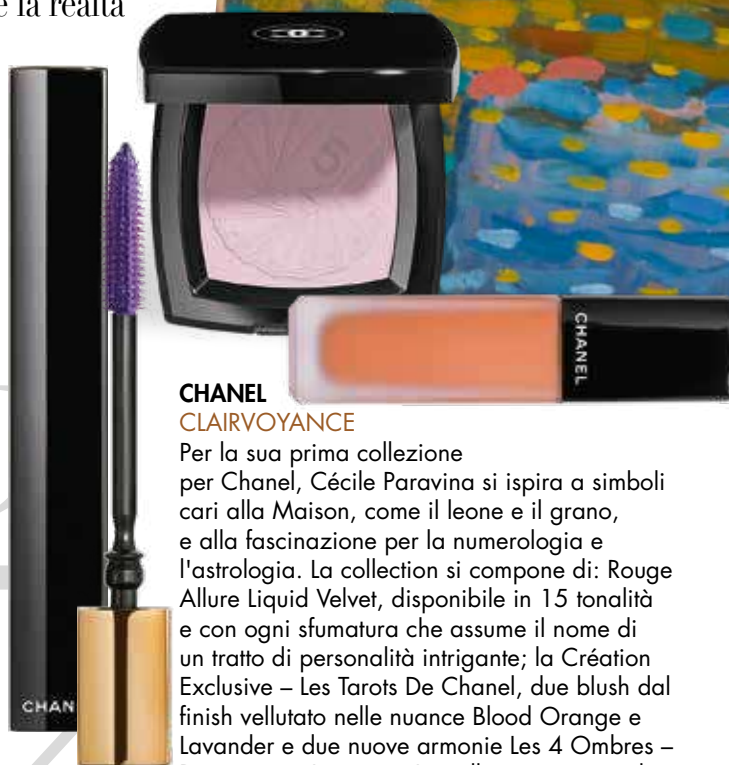 e la realtà
CHANEL
CHAN
CHANEL
CLAIRVOYANCE
Per la sua prima collezione
per Chanel, Cécile Paravina si ispira a simboli
cari alla Maison, come il leone e il grano,
e alla fascinazione per la numerologia e
l'astrologia. La collection si compone di: Rouge
Allure Liquid Velvet, disponibile in 15 tonalità
e con ogni sfumatura che assume il nome di
un tratto di personalità intrigante; la Création
Exclusive – Les Tarots De Chanel, due blush dal
finish vellutato nelle nuance Blood Orange e
Lavander e due nuove armonie Les 4 Ombres –